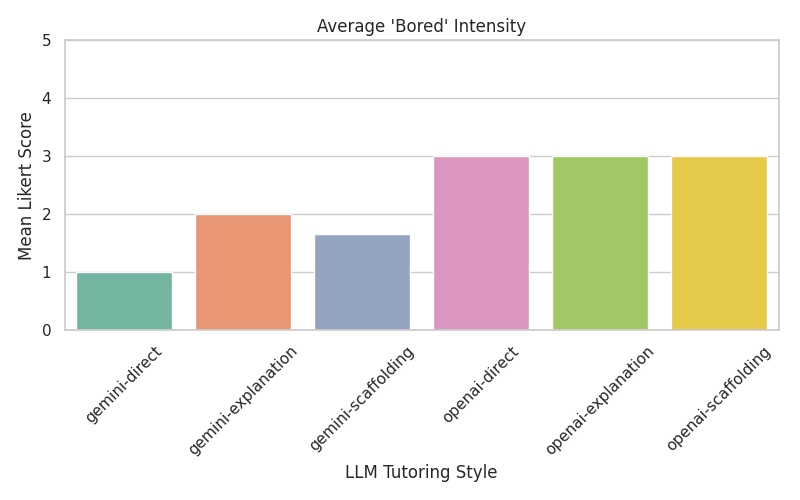 Average 'Bored' Intensity
Mean Likert Score
5
4
3
2
1
0
gemini-direct
gemini-explanation
gemini-scaffolding
openai-direct
openai-explanation
openai-scaffolding
LLM Tutoring Style